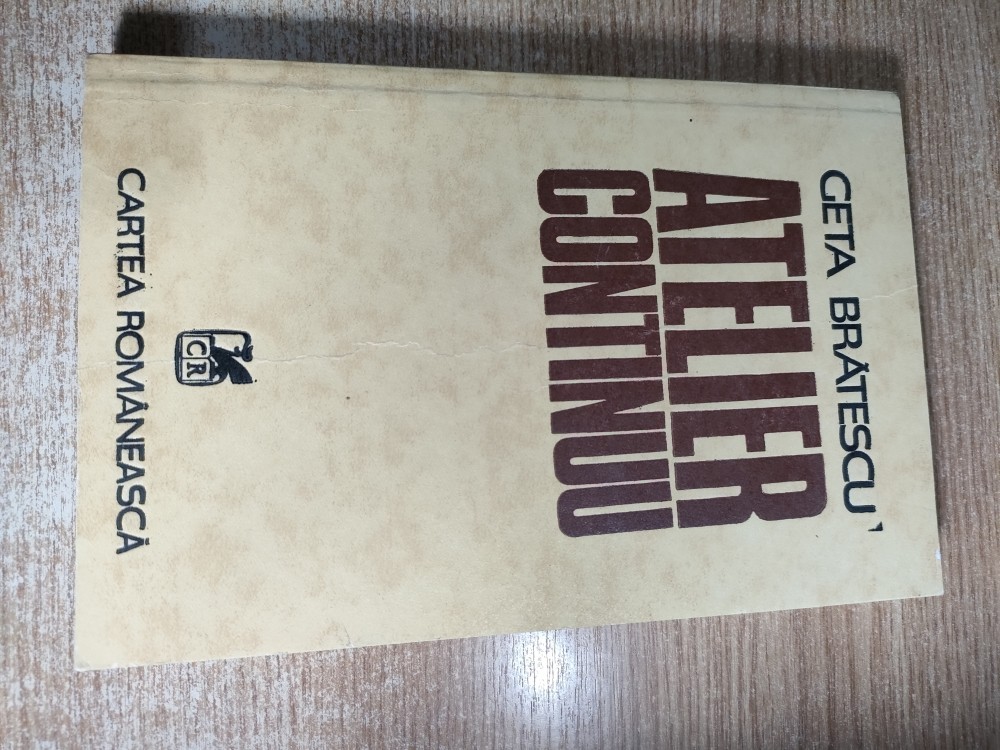 GETA BRĂTESCU
ATELIER
CONTINUU
CR
CARTEA ROMÂNEASCĂ